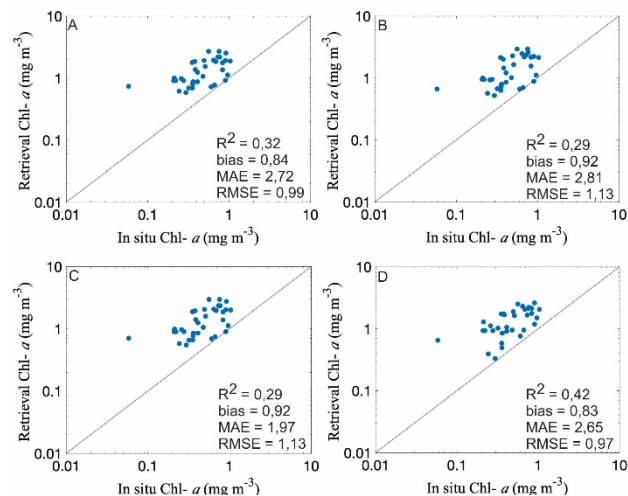 A
Retrieval Chl- a (mg m-3)
10
1
0.1
0.01
R2 = 0,32
bias = 0,84
MAE = 2,72
RMSE = 0,99
0.01 0.1 1 10
In situ Chl- a (mg m-3)
B
Retrieval Chl- a (mg m-3)
10
1
0.1
0.01
R2 = 0,29
bias = 0,92
MAE = 2,81
RMSE = 1,13
0.01 0.1 1 10
In situ Chl- a (mg m-3)
C
Retrieval Chl- a (mg m-3)
10
1
0.1
0.01
R2 = 0,29
bias = 0,92
MAE = 1,97
RMSE = 1,13
0.01 0.1 1 10
In situ Chl- a (mg m-3)
D
Retrieval Chl- a (mg m-3)
10
1
0.1
0.01
R2 = 0,42
bias = 0,83
MAE = 2,65
RMSE = 0,97
0.01 0.1 1 10
In situ Chl- a (mg m-3)